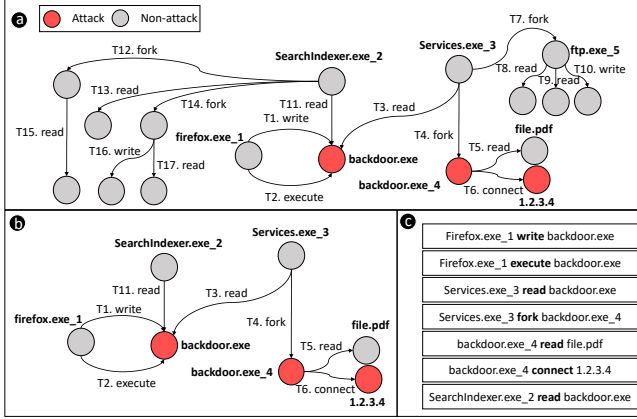 a
Attack
Non-attack
T7. fork
T12. fork
SearchIndexer.exe_2
Services.exe_3
ftp.exe_5
T13. read
T8. read
T9. read
T10. write
T14. fork
T11. read
T3. read
T15. read
firefox.exe_1
T1. write
T4. fork
file.pdf
T16. write
T5. read
T17. read
backdoor.exe
T2. execute
backdoor.exe_4
T6. connect
1.2.3.4
b
SearchIndexer.exe_2
Services.exe_3
T11. read
T3. read
firefox.exe_1
T1. write
T4. fork
file.pdf
T5. read
backdoor.exe
T2. execute
backdoor.exe_4
T6. connect
1.2.3.4
c
Firefox.exe_1 write backdoor.exe
Firefox.exe_1 execute backdoor.exe
Services.exe_3 read backdoor.exe
Services.exe_3 fork backdoor.exe_4
backdoor.exe_4 read file.pdf
backdoor.exe_4 connect 1.2.3.4
SearchIndexer.exe_2 read backdoor.exe